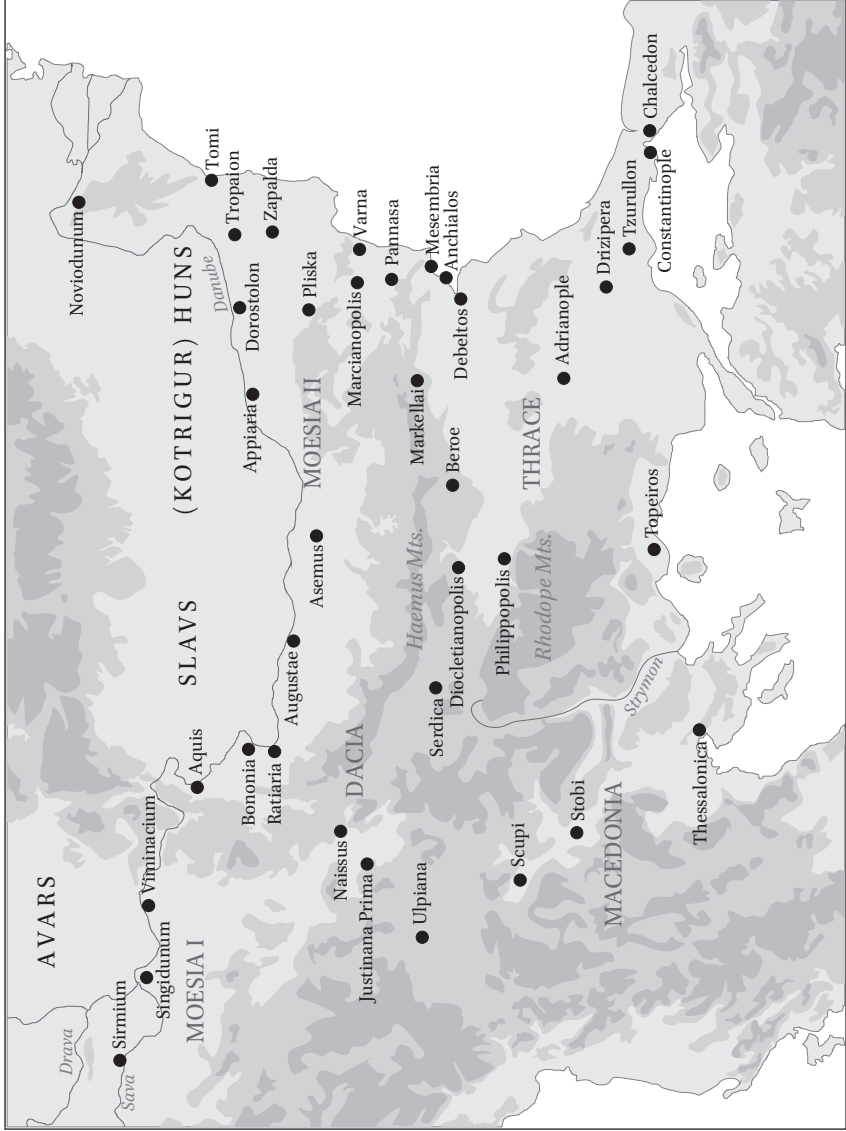 AVARS
SLAVS
(KOTRIGUR) HUNS
Drava
Sava
Sirmium
Singidunum
MOESIA I
Viminacium
Aquis
Bononia
Ratiaria
Augustae
Asemus
Appiaria
MOESIA II
Dorostolon
Danube
Noviodurium
Tomi
Tropaion
Zapalda
Pliska
Varna
Marcianopolis
Pannasa
Mesembria
Anchialos
Debeltos
Markellai
Beroe
Haemus Mts.
DACIA
Naissus
Justinana Prima
Ulpiana
Serdica
Diocletianopolis
Philippopolis
Rhodope Mts.
THRACE
Adrianople
Drizipera
Tzurullon
Constantinople
Chalcedon
Scupi
Stobi
MACEDONIA
Strymon
Topeiros
Thessalonica